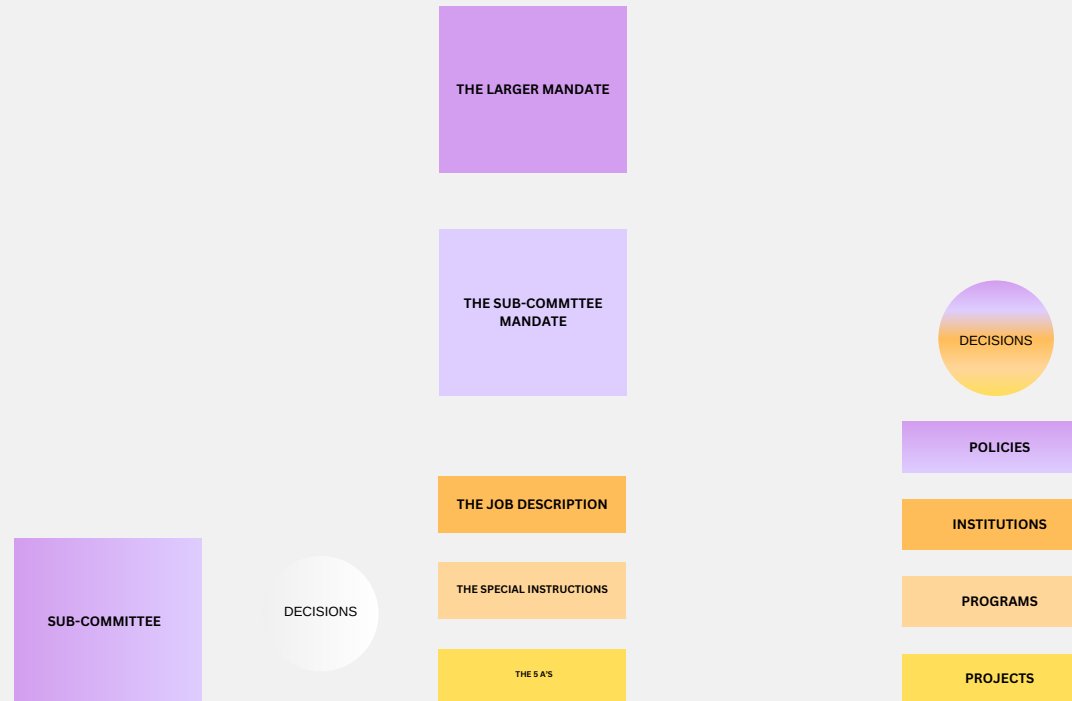 THE LARGER MANDATE
THE SUB-COMMTTEE
MANDATE
DECISIONS
POLICIES
THE JOB DESCRIPTION
INSTITUTIONS
THE SPECIAL INSTRUCTIONS
PROGRAMS
SUB-COMMITTEE
DECISIONS
THE 5 A'S
PROJECTS